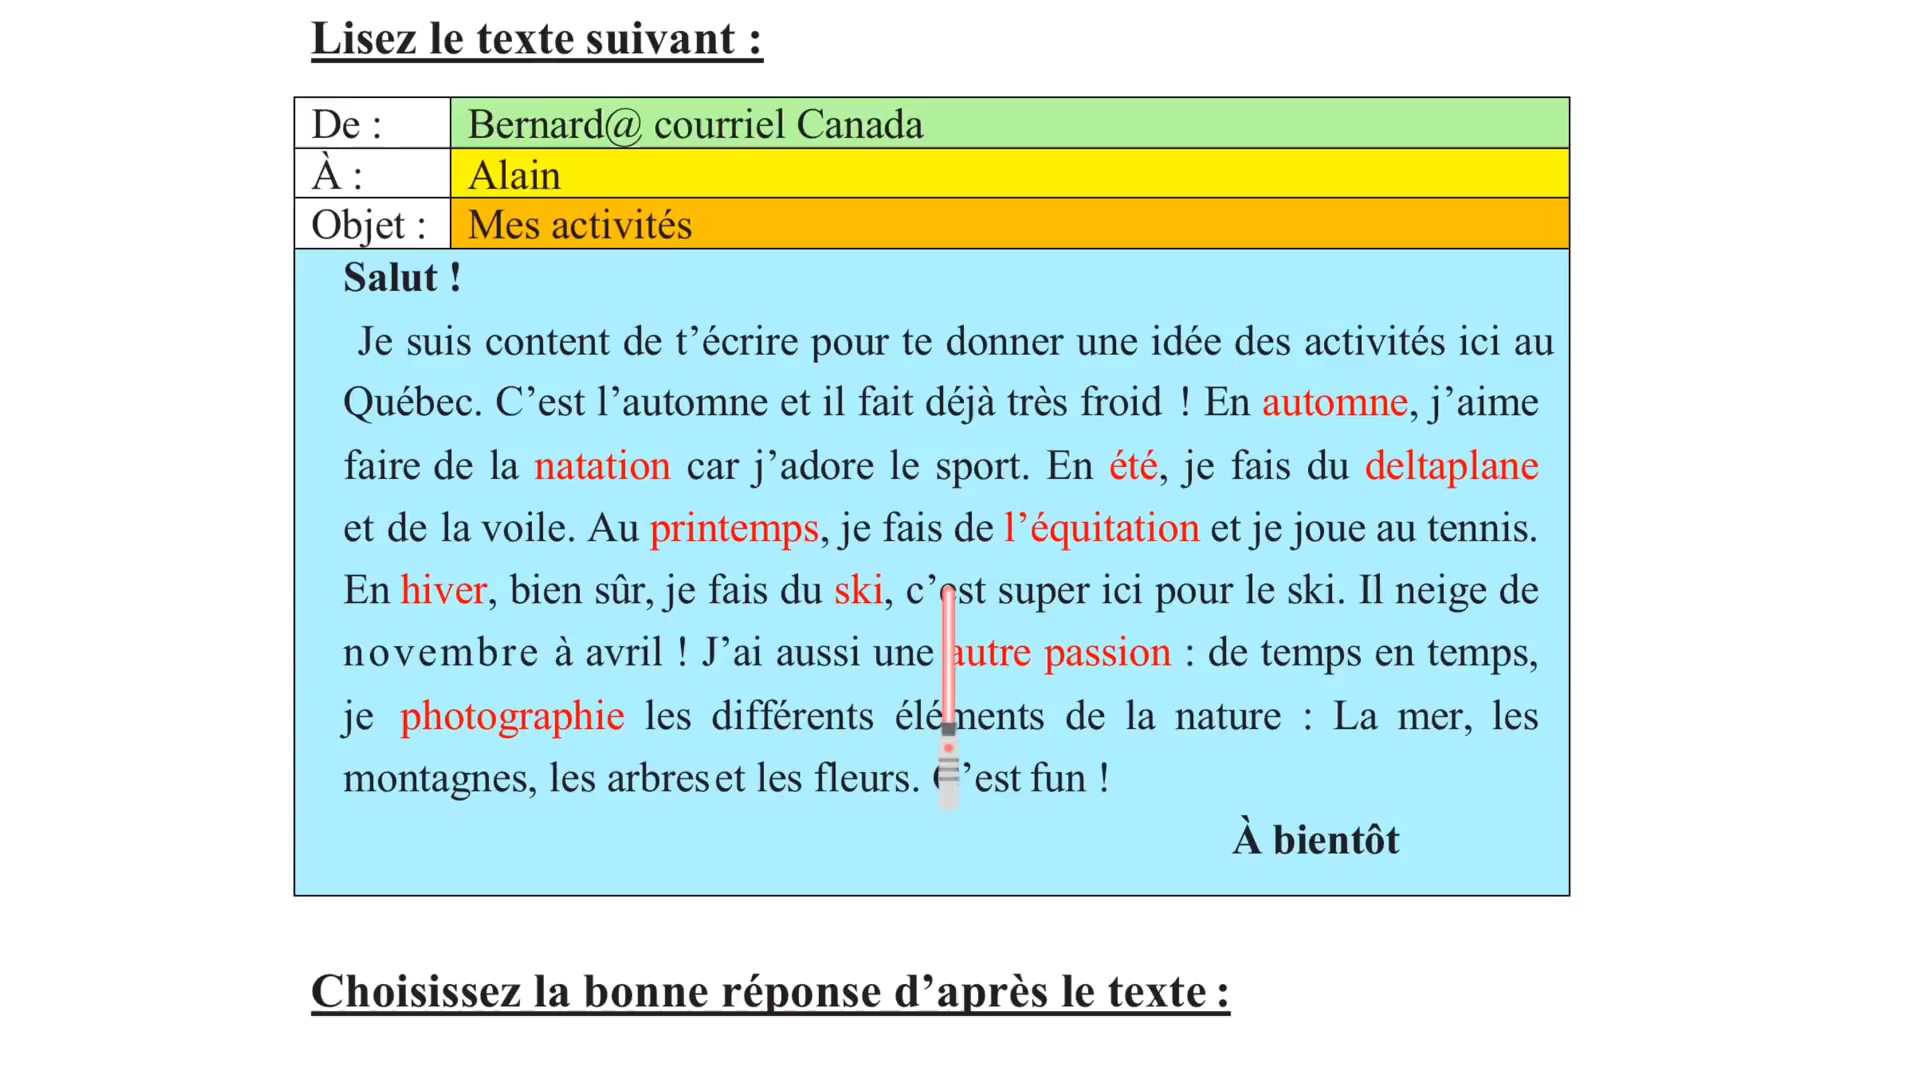 Lisez le texte suivant :
De : Bernard@ courriel Canada
À : Alain
Objet : Mes activités
Salut !
Je suis content de t’écrire pour te donner une idée des activités ici au
Québec. C’est l’automne et il fait déjà très froid ! En automne, j’aime
faire de la natation car j’adore le sport. En été, je fais du deltaplane
et de la voile. Au printemps, je fais de l’équitation et je joue au tennis.
En hiver, bien sûr, je fais du ski, c’est super ici pour le ski. Il neige de
novembre à avril ! J’ai aussi une autre passion : de temps en temps,
je photographie les différents éléments de la nature : La mer, les
montagnes, les arbres et les fleurs. C’est fun !
À bientôt
Choisissez la bonne réponse d’après le texte :